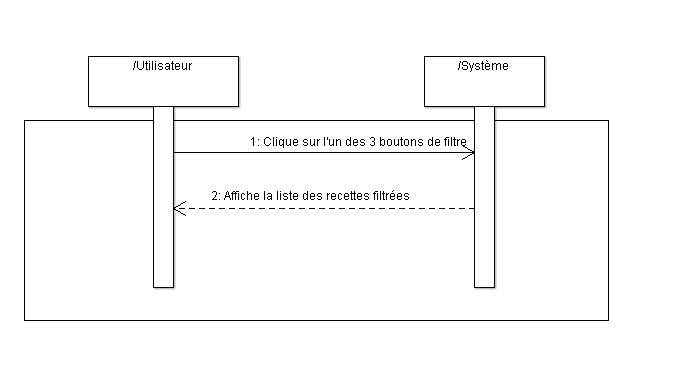 /Utilisateur
/Système
1: Clique sur l'un des 3 boutons de filtre
2: Affiche la liste des recettes filtrées